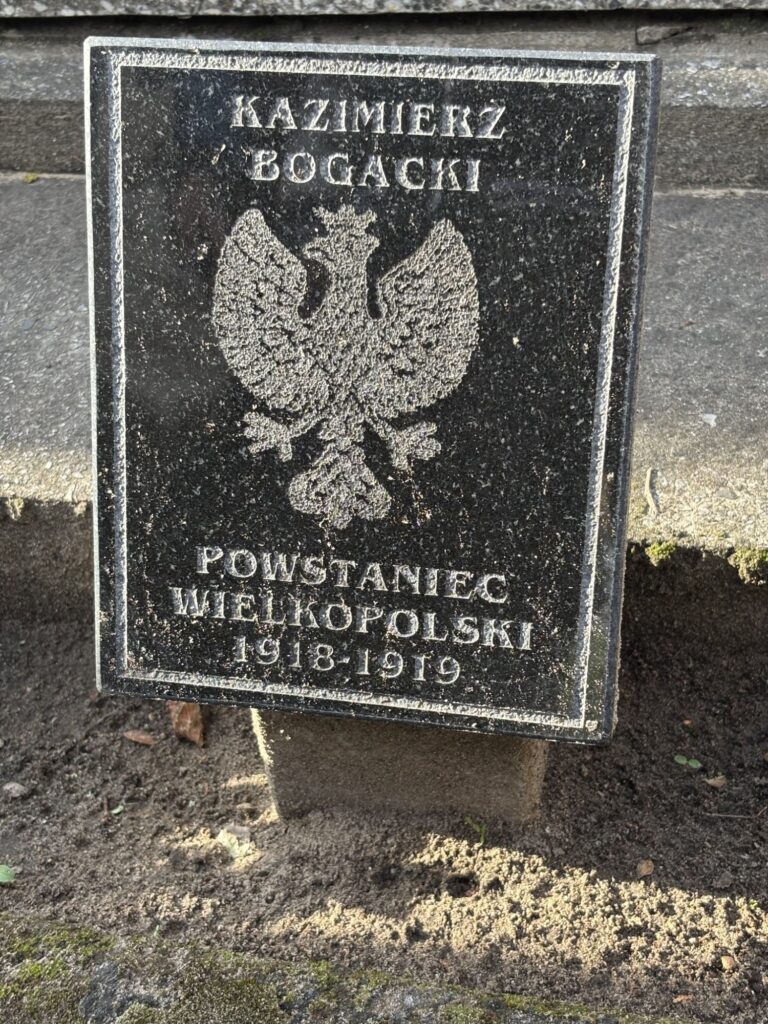 KAZIMIERZ
BOGACKI
POWSTANIEC
WIELKOPOLSKI
1918-1919